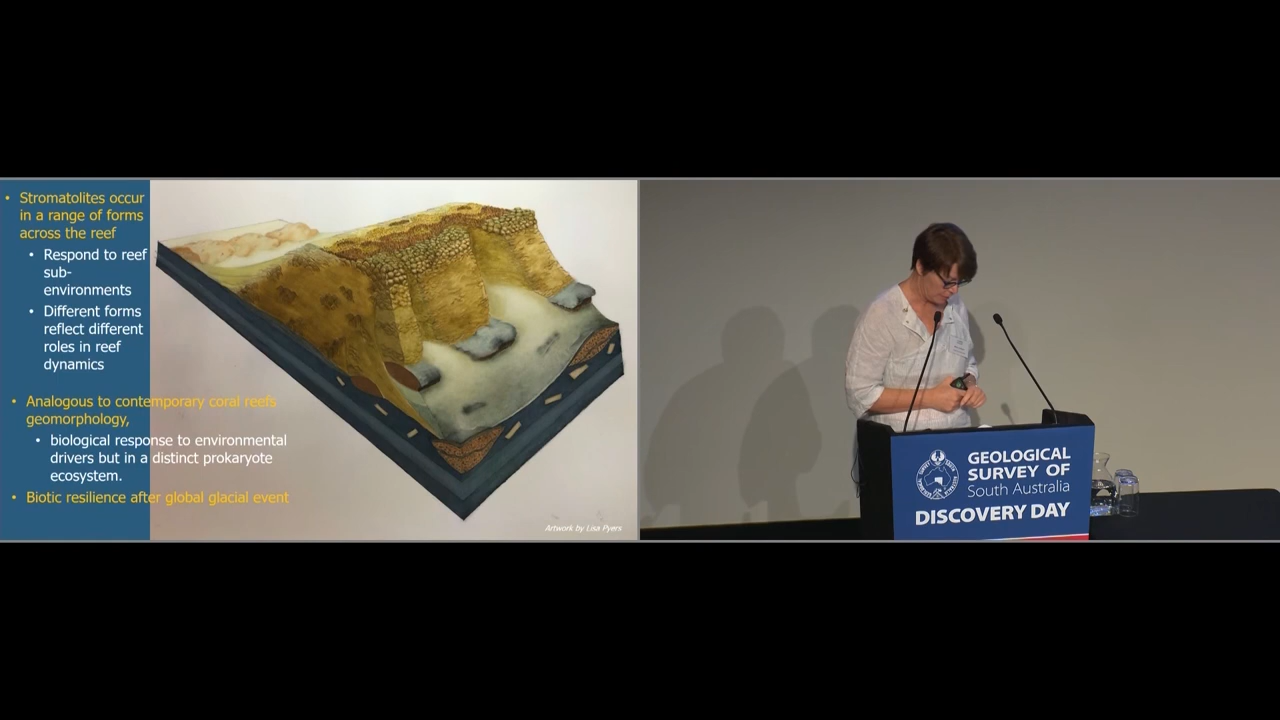 • Stromatolites occur
in a range of forms
across the reef
• Respond to reef
sub-
environments
• Different forms
reflect different
roles in reef
dynamics
• Analogous to contemporary coral reefs
geomorphology,
• biological response to environmental
drivers but in a distinct prokaryote
ecosystem.
• Biotic resilience after global glacial event
Artwork by Lisa Pyers
GEOLOGICAL
SURVEY OF
South Australia
DISCOVERY DAY